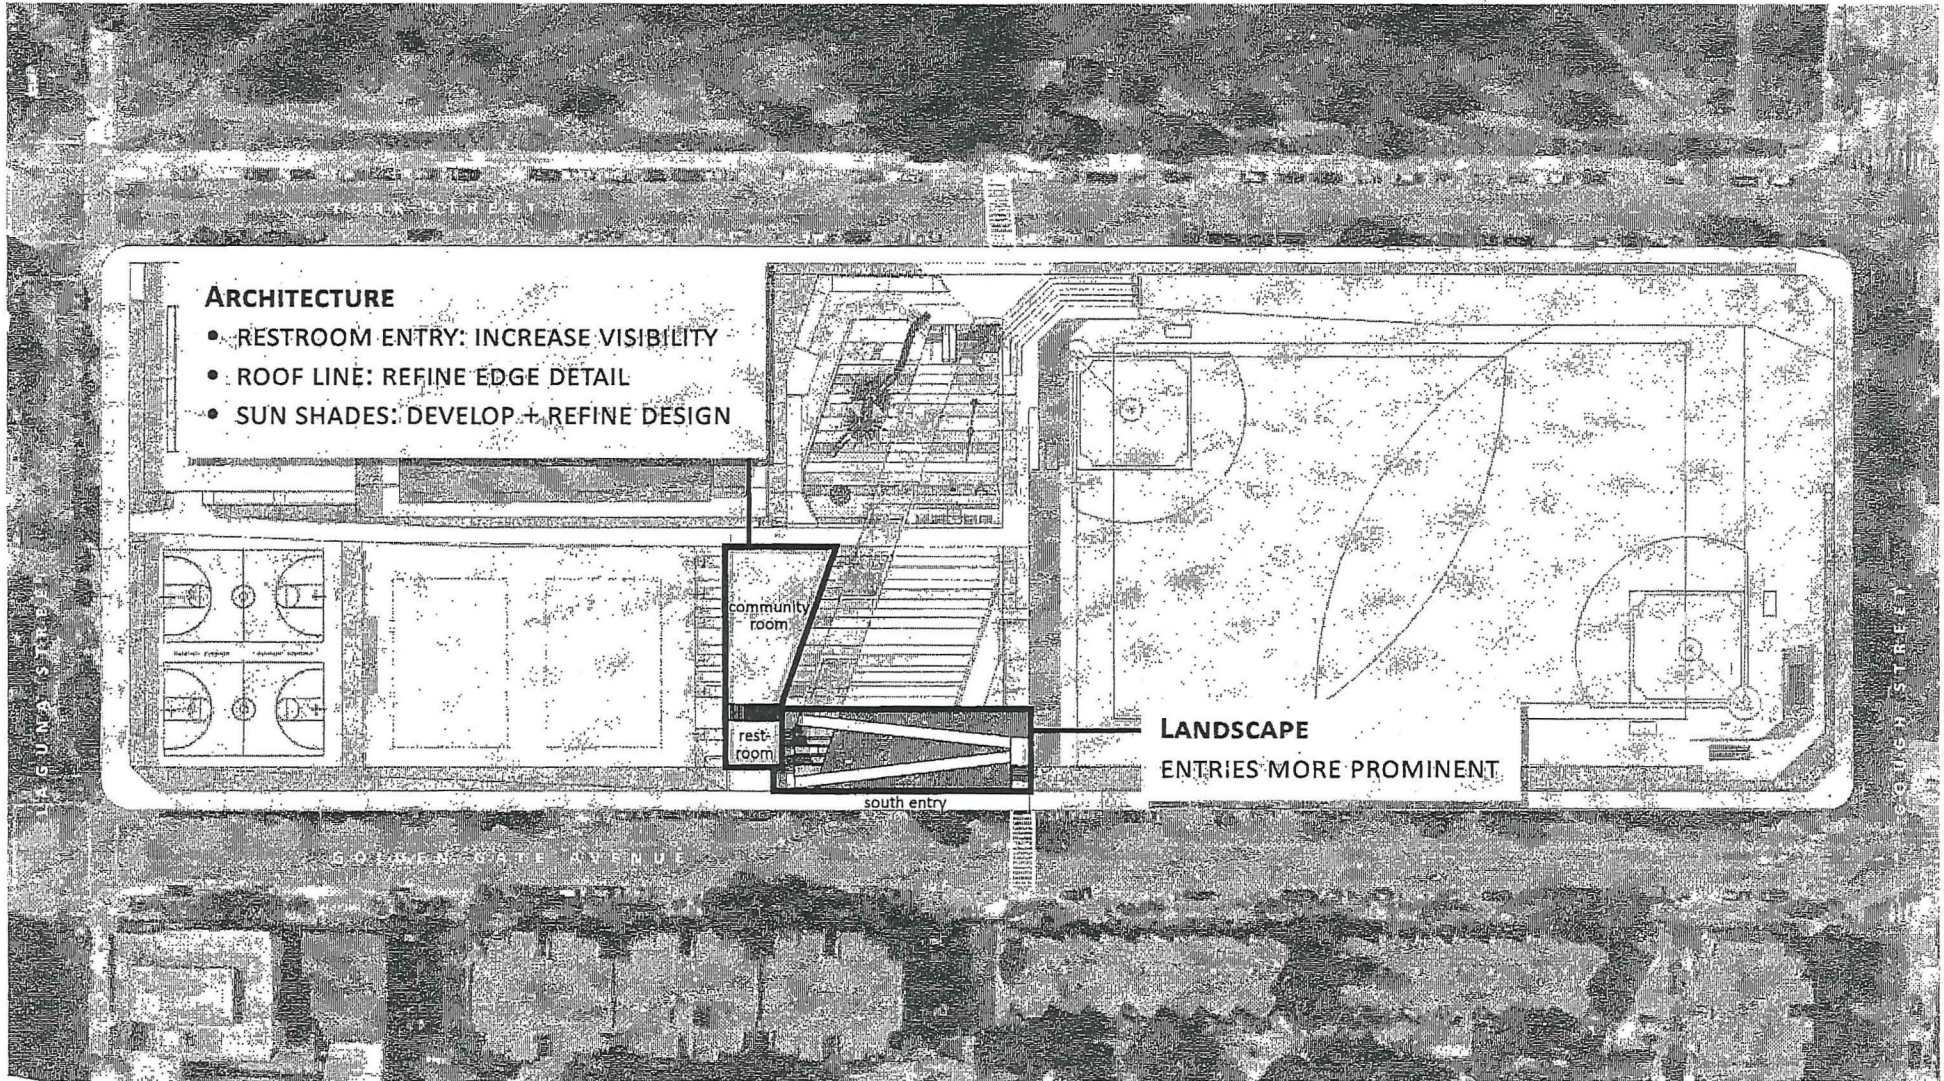 TURK STREET
ARCHITECTURE
• RESTROOM ENTRY: INCREASE VISIBILITY
• ROOF LINE: REFINE EDGE DETAIL
• SUN SHADES: DEVELOP + REFINE DESIGN
community
room
rest-
room
LANDSCAPE
ENTRIES MORE PROMINENT
south entry
LAGUNA STREET
GOUGH STREET
GOLDEN GATE AVENUE